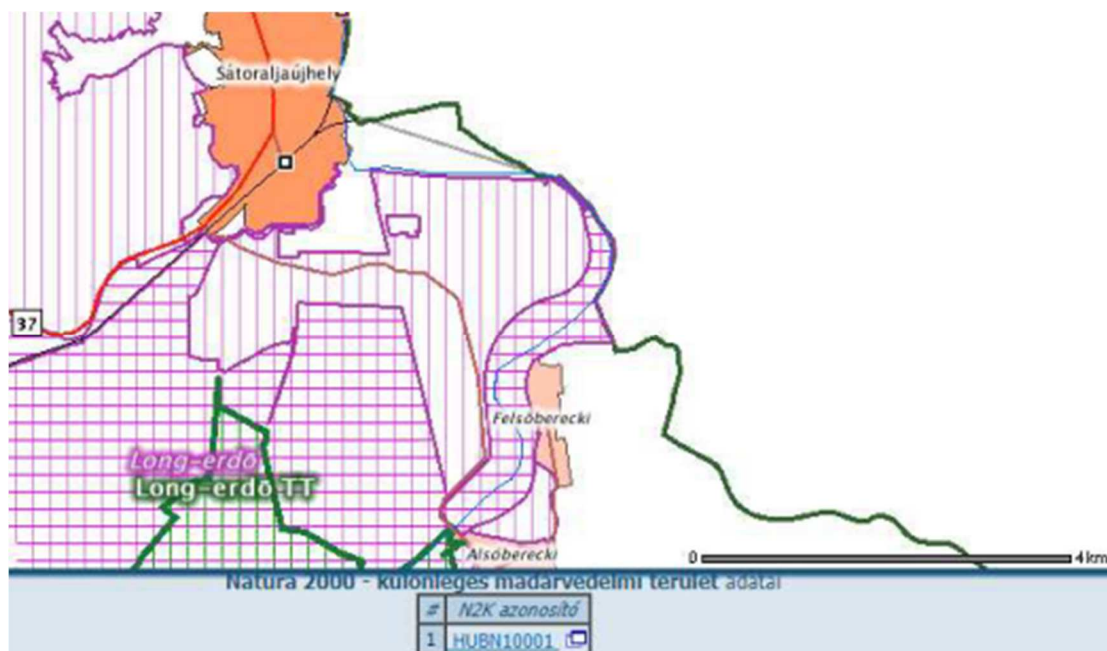 Sátoraljaújhely
37
Felsőberecki
Long-erdő
Long-erdő TT
Alsóberecki
0 4 km
Natura 2000 - különleges madárvédelmi terület adatai
# N2K azonosító
1 HUBN10001